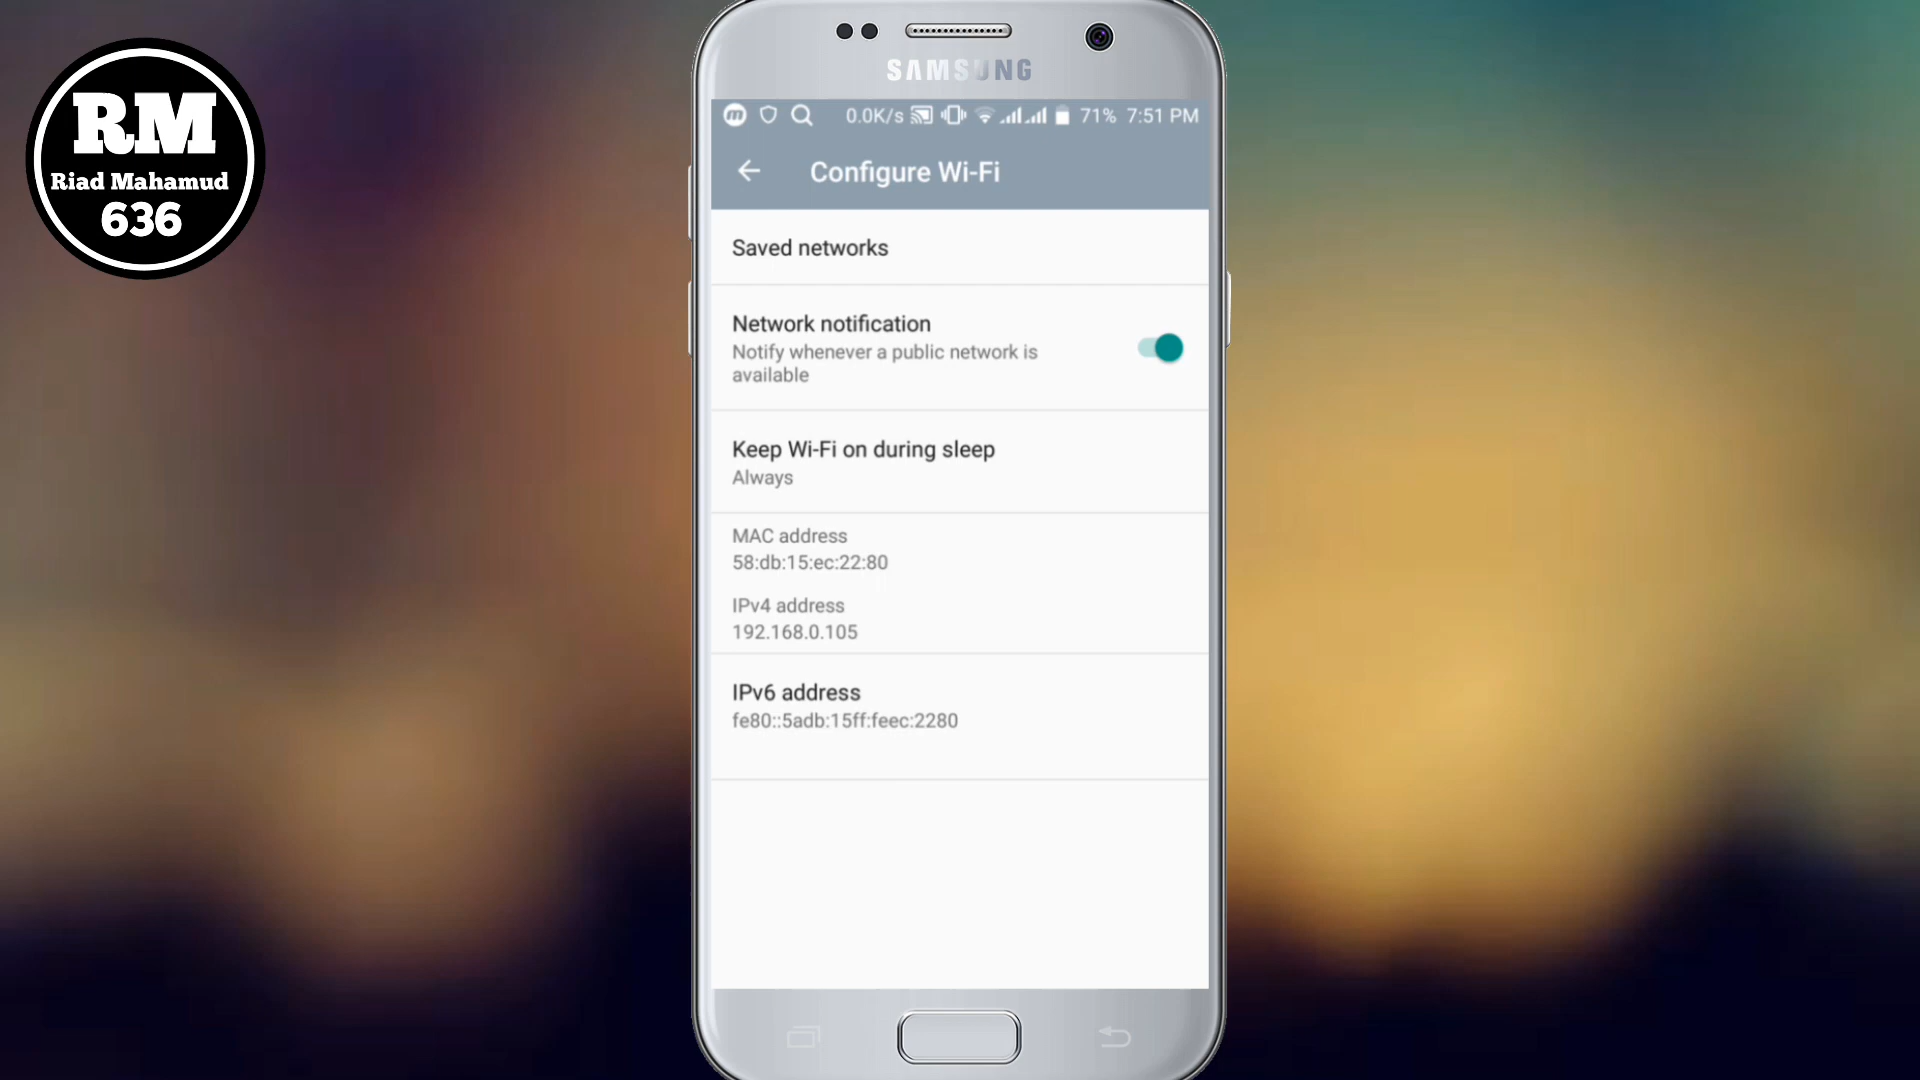 RM
Riad Mahamud
636
SAMSUNG
0.0K/s 71% 7:51 PM
Configure Wi-Fi
Saved networks
Network notification
Notify whenever a public network is
available
Keep Wi-Fi on during sleep
Always
MAC address
58:db:15:ec:22:80
IPv4 address
192.168.0.105
IPv6 address
fe80::5adb:15ff:feec:2280